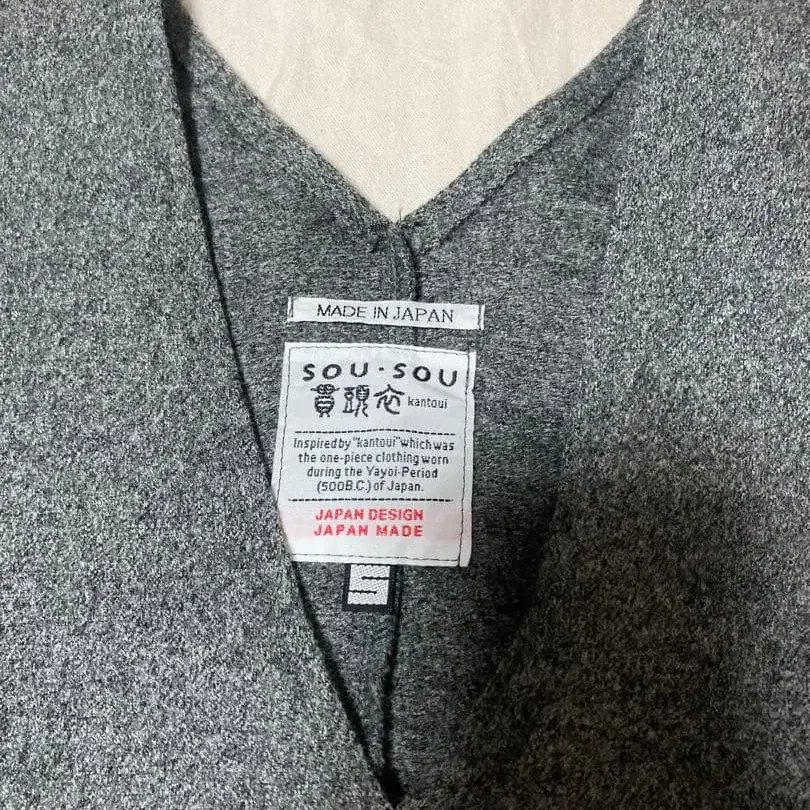 MADE IN JAPAN
SOU・SOU
貫頭衣 kantoui
Inspired by "kantoui" which was
the one-piece clothing worn
during the Yayoi-Period
(500B.C.) of Japan.
JAPAN DESIGN
JAPAN MADE
S